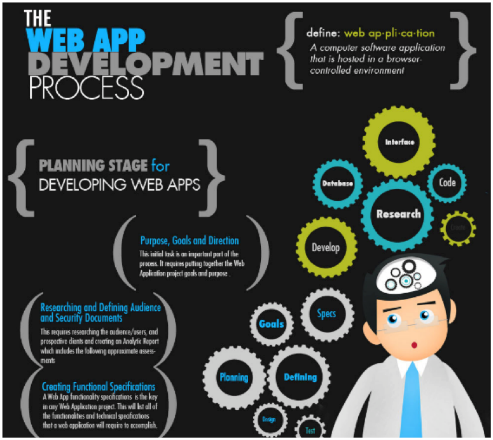 THE
WEB APP
DEVELOPMENT
PROCESS
define: web ap·pli·ca·tion
A computer software application
that is hosted in a browser-
controlled environment
PLANNING STAGE for
DEVELOPING WEB APPS
Purpose, Goals and Direction
This initial task is an important part of the
process. It requires putting together the Web
Application project goals and purpose
Researching and Defining Audience
and Security Documents
This requires researching the audience/users, and
prospective clients and creating an Analytic Report
which includes the following approximate assess-
ments
Creating Functional Specifications
A Web App functionality specifications is the key
in any Web Application project. This will list all of
the functionalities and technical specifications
that a web application will require to accomplish.
Interface
Database
Code
Research
Develop
Specs
Goals
Planning
Defining
Design
Test